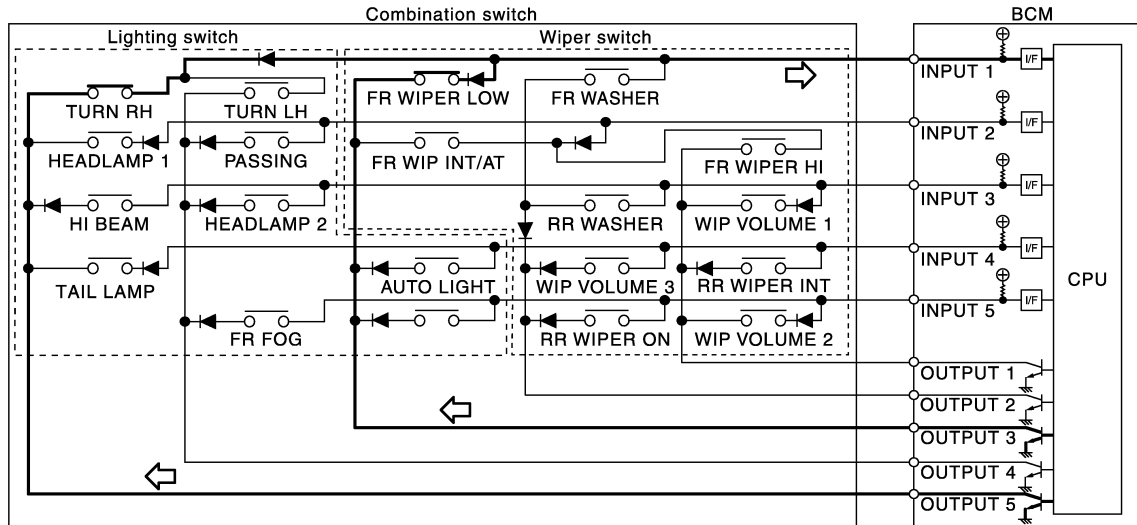 Combination switch
BCM
Lighting switch
Wiper switch
INPUT 1
I/F
TURN RH
TURN LH
FR WIPER LOW
FR WASHER
INPUT 2
I/F
HEADLAMP 1
PASSING
FR WIP INT/AT
FR WIPER HI
INPUT 3
I/F
HI BEAM
HEADLAMP 2
RR WASHER
WIP VOLUME 1
INPUT 4
I/F
CPU
TAIL LAMP
AUTO LIGHT
WIP VOLUME 3
RR WIPER INT
INPUT 5
I/F
FR FOG
RR WIPER ON
WIP VOLUME 2
OUTPUT 1
OUTPUT 2
OUTPUT 3
OUTPUT 4
OUTPUT 5